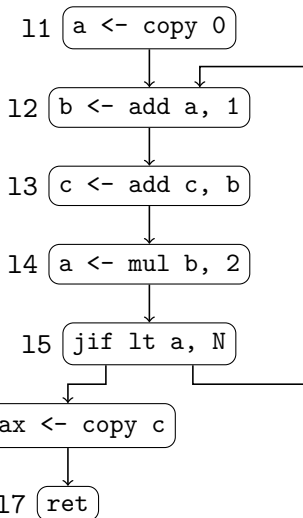 l1 a <- copy 0
l2 b <- add a, 1
l3 c <- add c, b
l4 a <- mul b, 2
l5 jif lt a, N
ax <- copy c
l7 ret